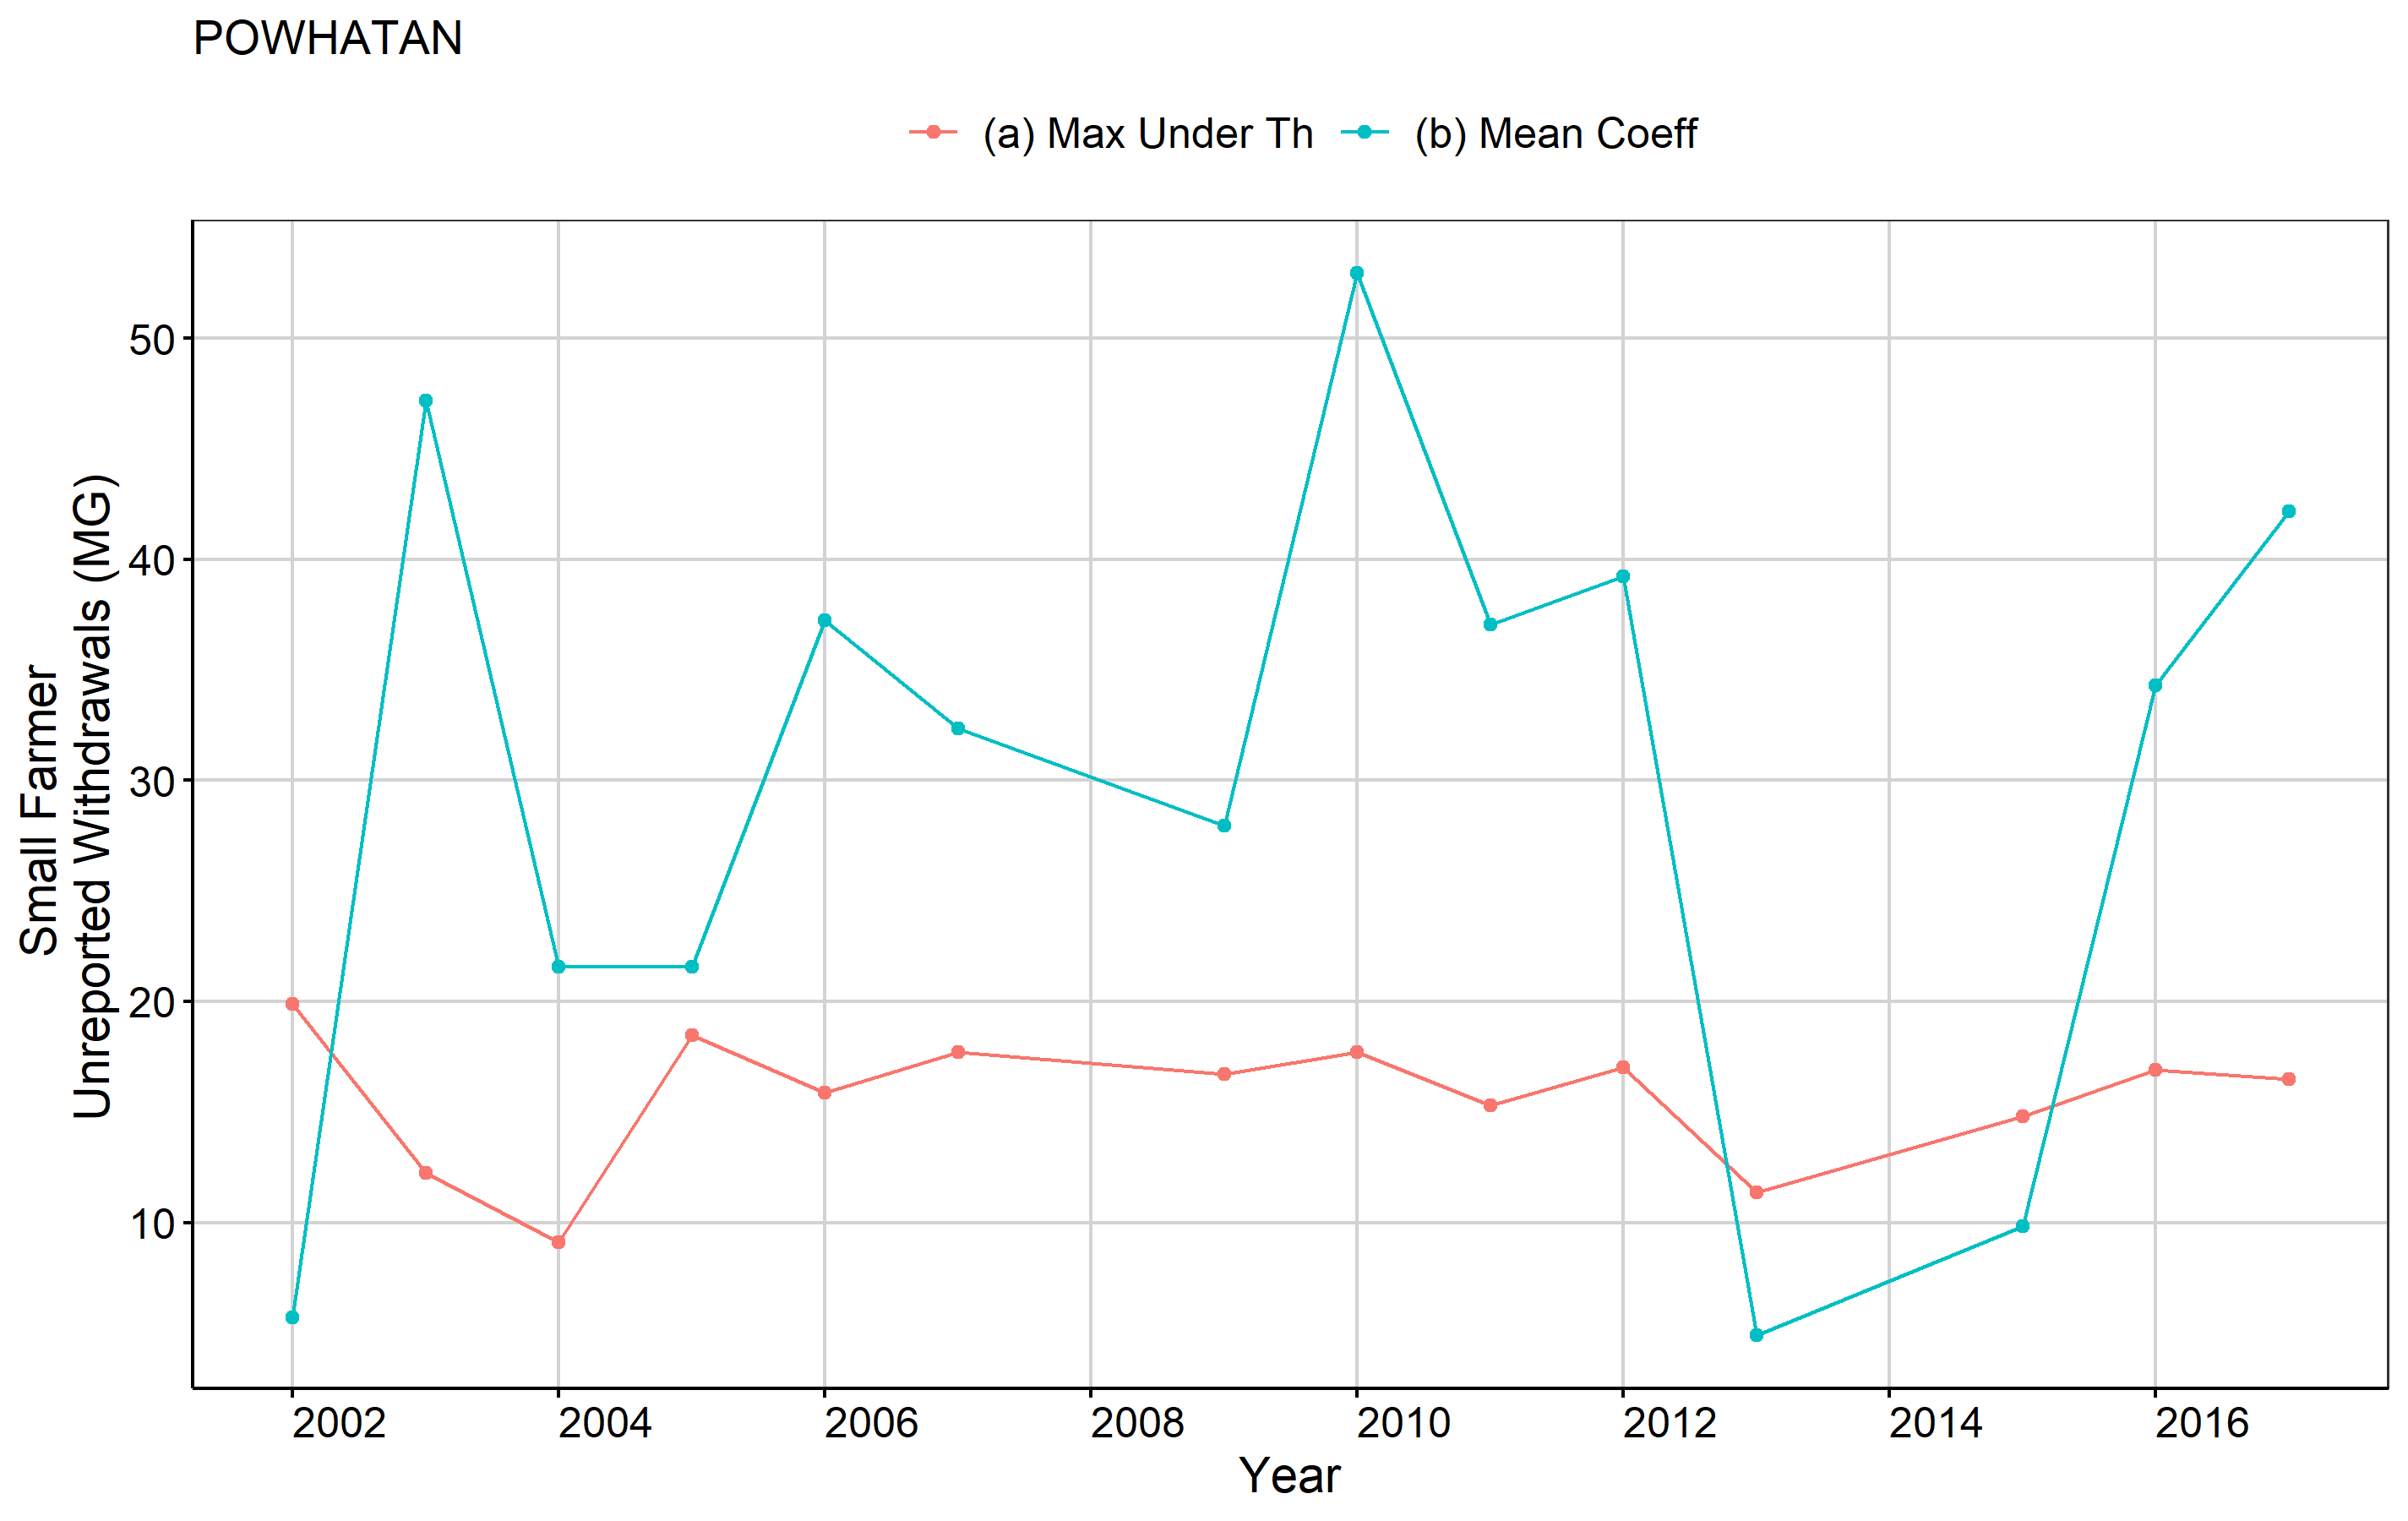 POWHATAN
(a) Max Under Th (b) Mean Coeff
Small Farmer
Unreported Withdrawals (MG)
50
40
30
20
10
2002 2004 2006 2008 2010 2012 2014 2016
Year